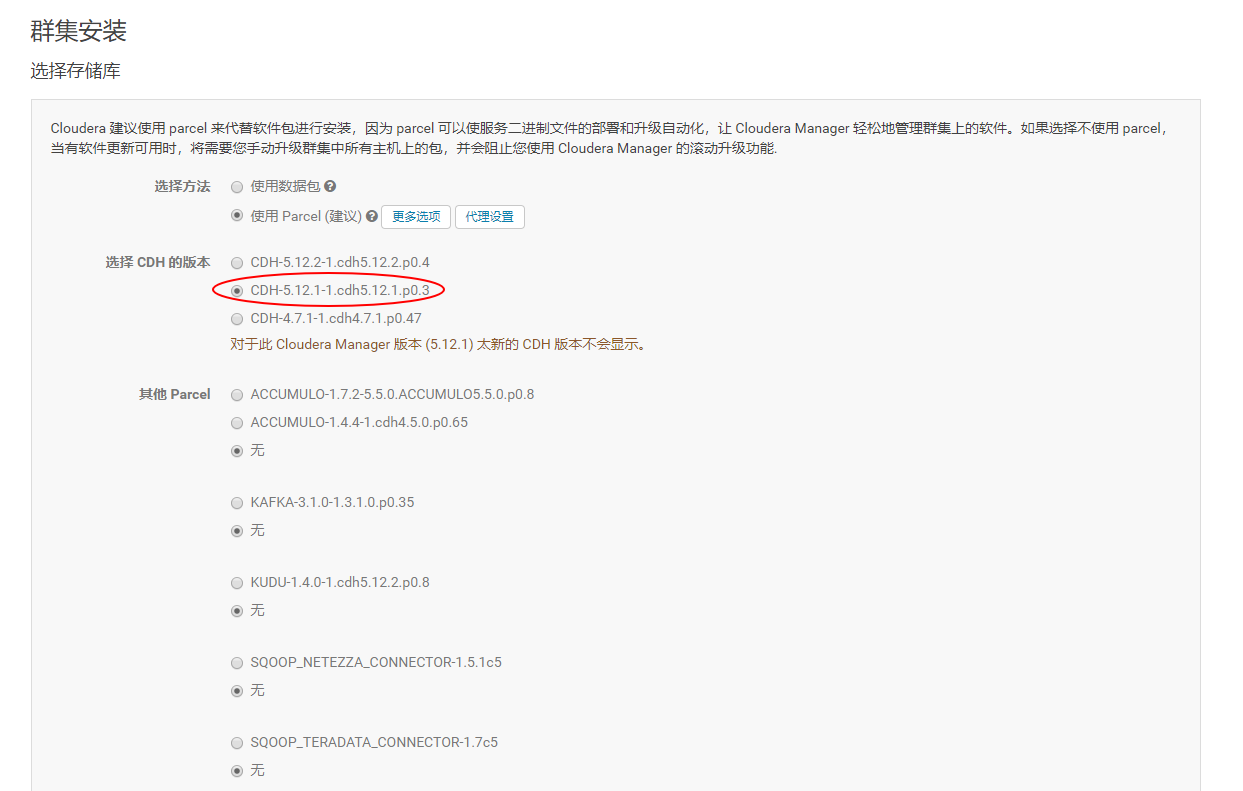 群集安装
选择存储库
Cloudera 建议使用 parcel 来代替软件包进行安装，因为 parcel 可以使服务二进制文件的部署和升级自动化，让 Cloudera Manager 轻松地管理群集上的软件。如果选择不使用 parcel，
当有软件更新可用时，将需要您手动升级群集中所有主机上的包，并会阻止您使用 Cloudera Manager 的滚动升级功能.
选择方法 使用数据包 ?
使用 Parcel (建议) ? 更多选项 代理设置
选择 CDH 的版本 CDH-5.12.2-1.cdh5.12.2.p0.4
CDH-5.12.1-1.cdh5.12.1.p0.3
CDH-4.7.1-1.cdh4.7.1.p0.47
对于此 Cloudera Manager 版本 (5.12.1) 太新的 CDH 版本不会显示。
其他 Parcel ACCUMULO-1.7.2-5.5.0.ACCUMULO5.5.0.p0.8
ACCUMULO-1.4.4-1.cdh4.5.0.p0.65
无
KAFKA-3.1.0-1.3.1.0.p0.35
无
KUDU-1.4.0-1.cdh5.12.2.p0.8
无
SQOOP_NETEZZA_CONNECTOR-1.5.1c5
无
SQOOP_TERADATA_CONNECTOR-1.7c5
无